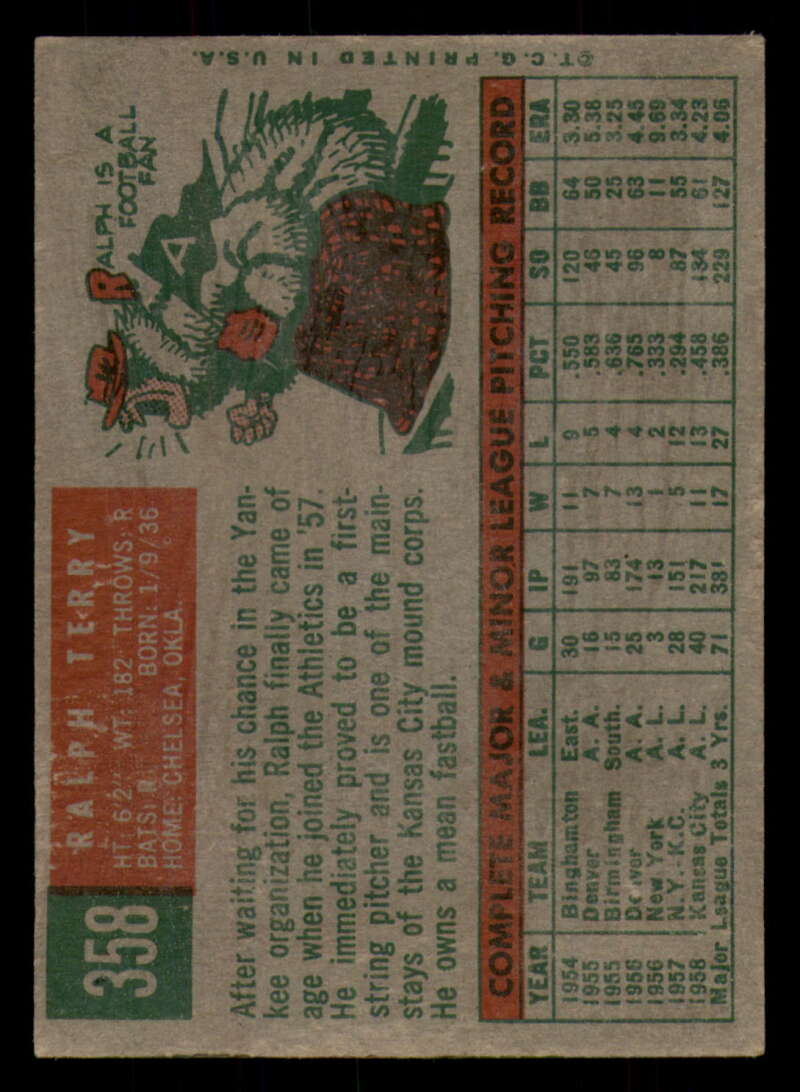 358
RALPH TERRY
HT: 6'2" WT: 182 THROWS: R
BATS: R BORN: 1/9/36
HOME: CHELSEA, OKLA.
RALPH IS A
FOOTBALL
FAN
A
After waiting for his chance in the Yan-
kee organization, Ralph finally came of
age when he joined the Athletics in '57.
He immediately proved to be a first-
string pitcher and is one of the main-
stays of the Kansas City mound corps.
He owns a mean fastball.
COMPLETE MAJOR & MINOR LEAGUE PITCHING RECORD
YEAR TEAM LEA. G IP W L PCT SO BB ERA
1954 Binghamton East. 30 191 11 9 .550 120 64 3.30
1955 Denver A. A. 16 97 7 5 .583 46 50 5.38
1955 Birmingham South. 15 83 7 4 .636 45 25 3.25
1956 Denver A. A. 25 174 13 4 .765 96 63 4.45
1956 New York A. L. 3 13 1 2 .333 8 11 9.69
1957 N.Y.-K.C. A. L. 28 151 5 12 .294 87 55 3.34
1958 Kansas City A. L. 40 217 11 13 .458 134 61 4.23
Major League Totals 3 Yrs. 71 381 17 27 .386 229 127 4.06
©T.C.G. PRINTED IN U.S.A.